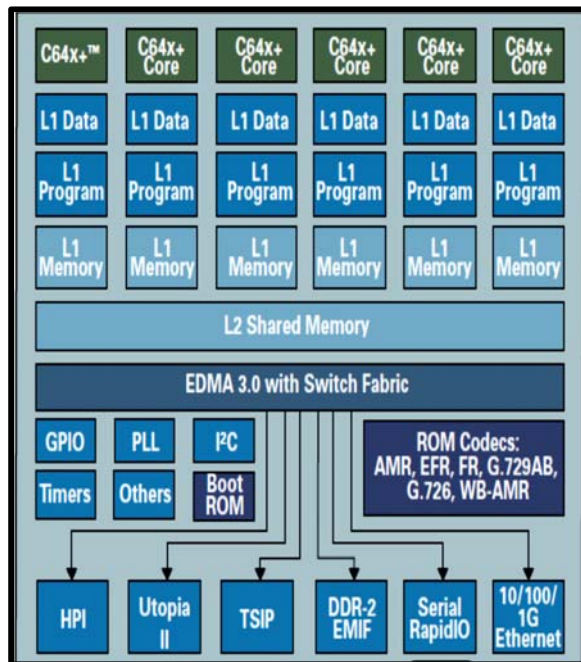 C64x+™
C64x+
Core
C64x+
Core
C64x+
Core
C64x+
Core
C64x+
Core
L1 Data
L1 Data
L1 Data
L1 Data
L1 Data
L1 Data
L1
Program
L1
Program
L1
Program
L1
Program
L1
Program
L1
Program
L1
Memory
L1
Memory
L1
Memory
L1
Memory
L1
Memory
L1
Memory
L2 Shared Memory
EDMA 3.0 with Switch Fabric
GPIO
PLL
I²C
Timers
Others
Boot
ROM
ROM Codecs:
AMR, EFR, FR, G.729AB,
G.726, WB-AMR
HPI
Utopia
II
TSIP
DDR-2
EMIF
Serial
RapidIO
10/100/
1G
Ethernet